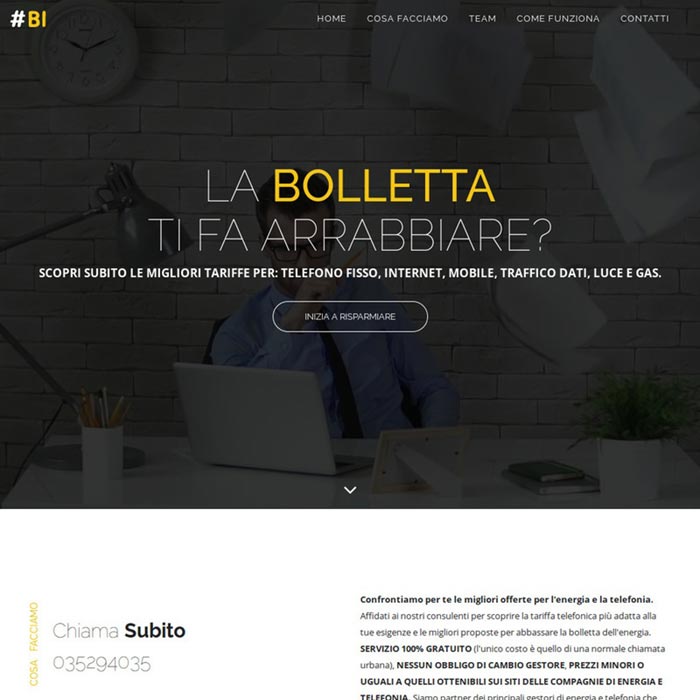 #BI
HOME COSA FACCIAMO TEAM COME FUNZIONA CONTATTI
LA BOLLETTA
TI FA ARRABBIARE?
SCOPRI SUBITO LE MIGLIORI TARIFFE PER: TELEFONO FISSO, INTERNET, MOBILE, TRAFFICO DATI, LUCE E GAS.
INIZIA A RISPARMIARE
COSA FACCIAMO
Chiama Subito
035294035
Confrontiamo per te le migliori offerte per l'energia e la telefonia.
Affidati ai nostri consulenti per scoprire la tariffa telefonica più adatta alla
tue esigenze e le migliori proposte per abbassare la bolletta dell'energia.
SERVIZIO 100% GRATUITO (l'unico costo è quello di una normale chiamata
urbana), NESSUN OBBLIGO DI CAMBIO GESTORE, PREZZI MINORI O
UGUALI A QUELLI OTTENIBILI SUI SITI DELLE COMPAGNIE DI ENERGIA E
TELEFONIA. Siamo partner dei principali gestori di energia e telefonia che